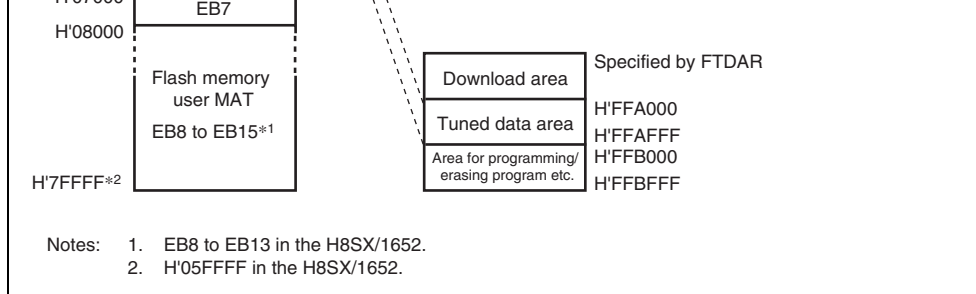 EB7
H'08000
Flash memory
user MAT
EB8 to EB15*1
H'7FFFF*2
Download area
Specified by FTDAR
Tuned data area
H'FFA000
H'FFAFFF
Area for programming/
erasing program etc.
H'FFB000
H'FFBFFF
Notes: 1. EB8 to EB13 in the H8SX/1652.
2. H'05FFFF in the H8SX/1652.